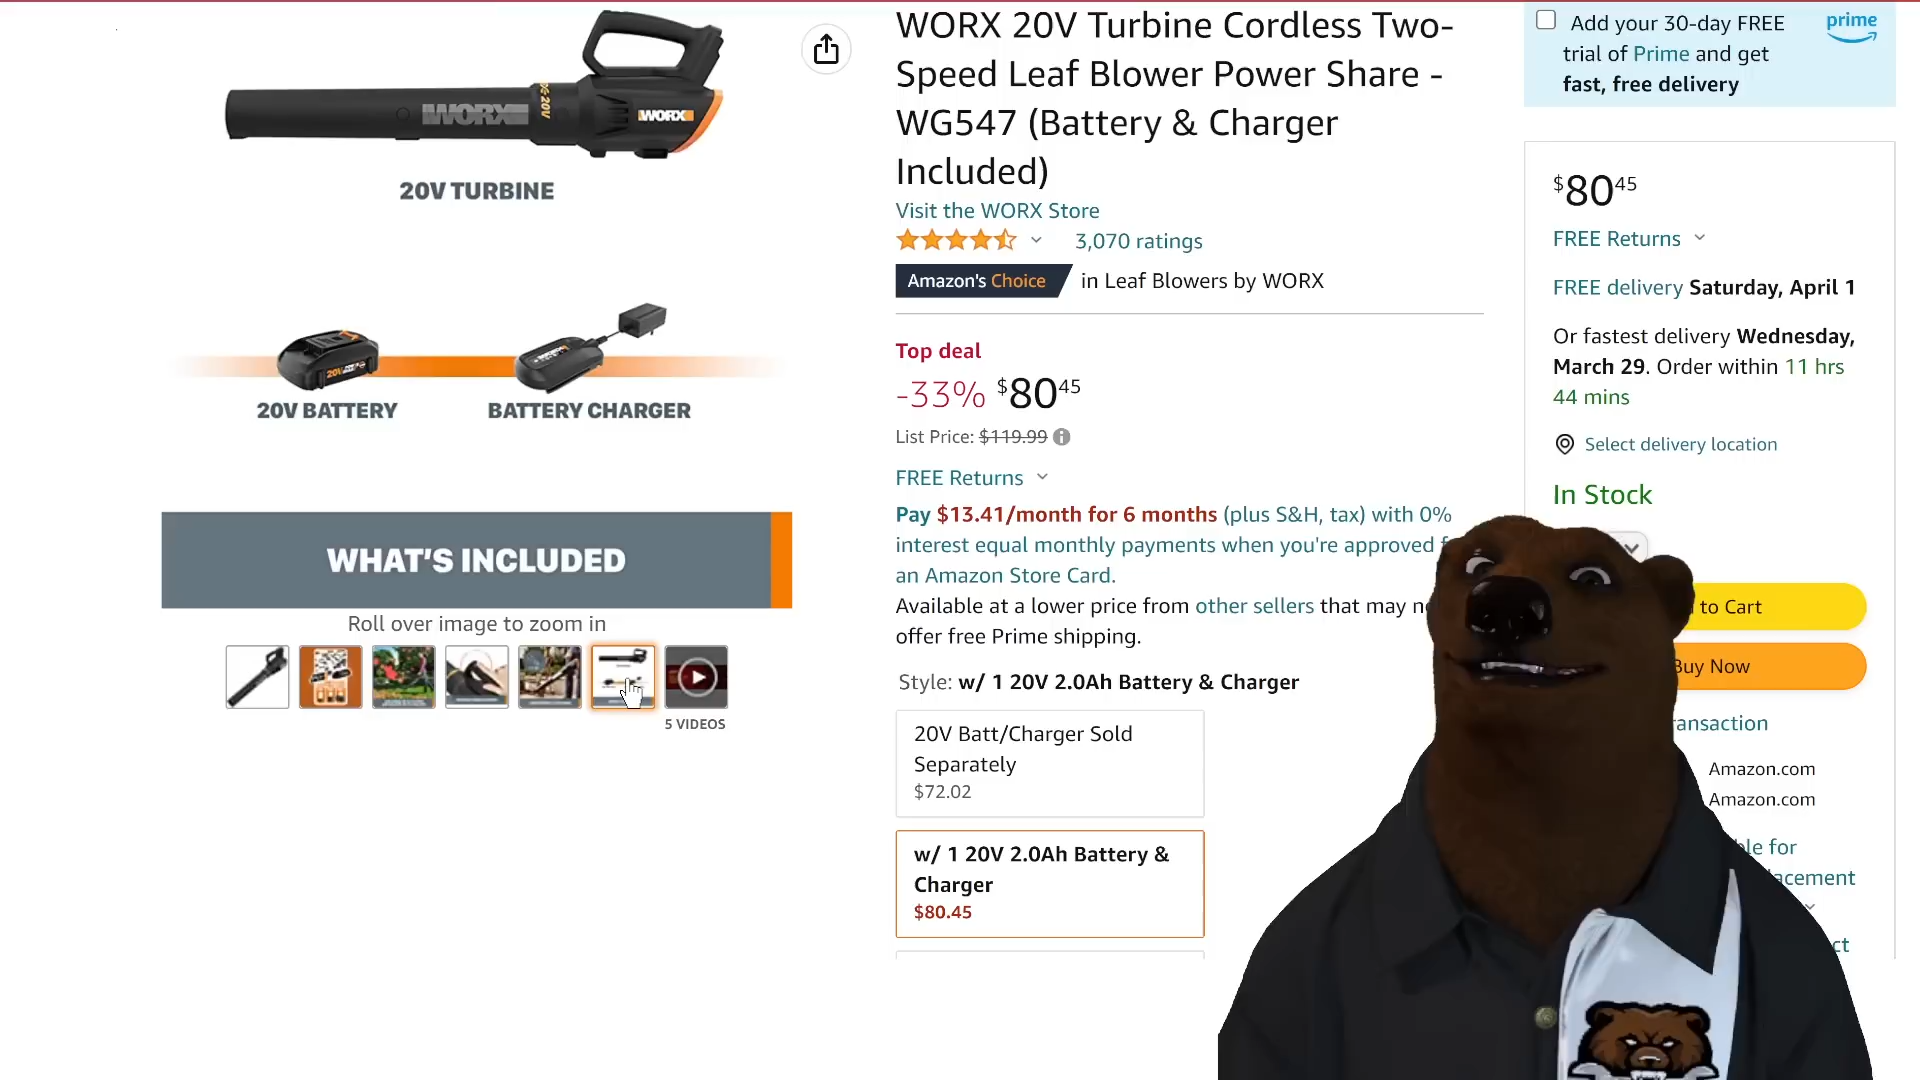 WORX
DC 20V
WORX
20V TURBINE
20V
20V BATTERY
BATTERY CHARGER
WHAT'S INCLUDED
Roll over image to zoom in
5 VIDEOS
WORX 20V Turbine Cordless Two-
Speed Leaf Blower Power Share -
WG547 (Battery & Charger
Included)
Visit the WORX Store
3,070 ratings
Amazon's Choice in Leaf Blowers by WORX
Top deal
-33% $80 45
List Price: $119.99
FREE Returns
Pay $13.41/month for 6 months (plus S&H, tax) with 0%
interest equal monthly payments when you're approved
an Amazon Store Card.
Available at a lower price from other sellers that may
offer free Prime shipping.
Style: w/ 1 20V 2.0Ah Battery & Charger
20V Batt/Charger Sold
Separately
$72.02
w/ 1 20V 2.0Ah Battery &
Charger
$80.45
Add your 30-day FREE
trial of Prime and get
fast, free delivery
prime
$80 45
FREE Returns
FREE delivery Saturday, April 1
Or fastest delivery Wednesday,
March 29. Order within 11 hrs
44 mins
Select delivery location
In Stock
to Cart
Buy Now
ransaction
Amazon.com
Amazon.com
ble for
lacement
ct